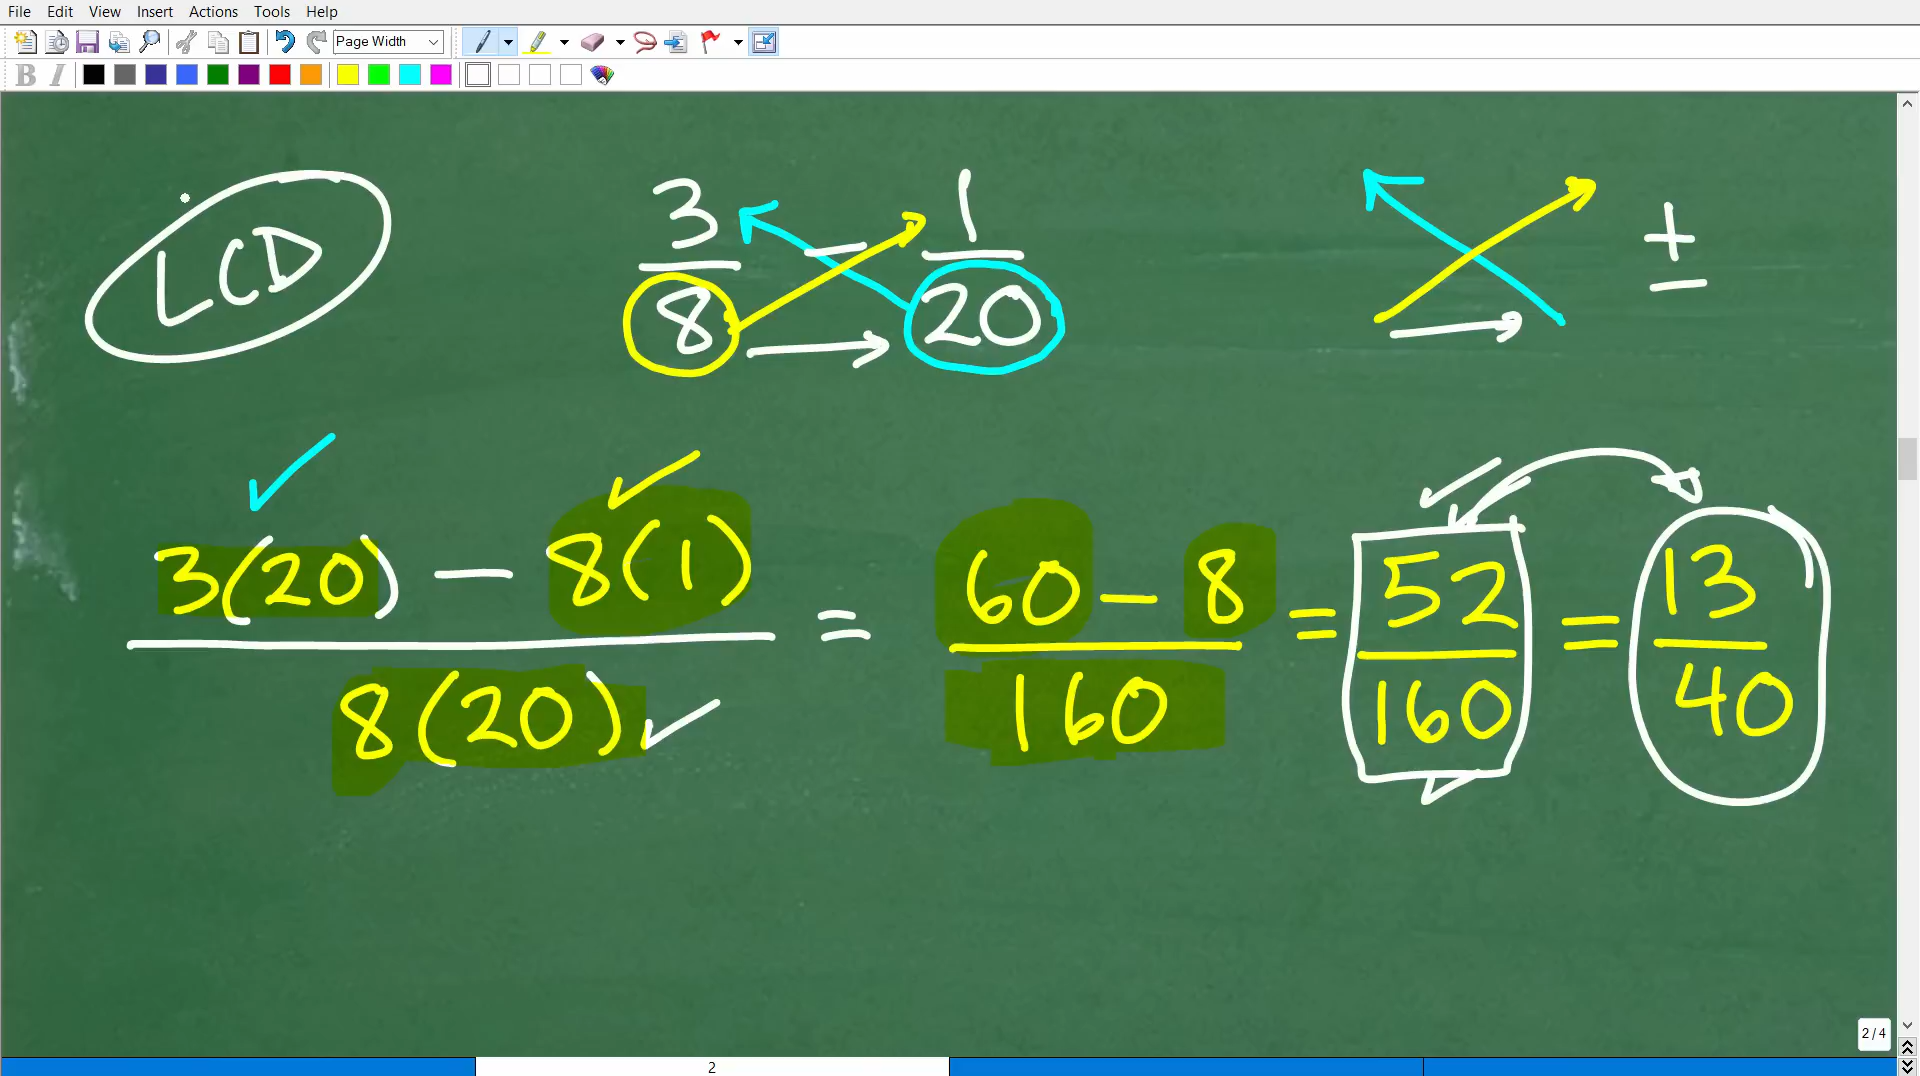 File Edit View Insert Actions Tools Help
Page Width
B I
LCD
3/8 − 1/20
±
3(20) − 8(1) / 8(20) = 60 − 8 / 160 = 52/160 = 13/40
2 / 4
2